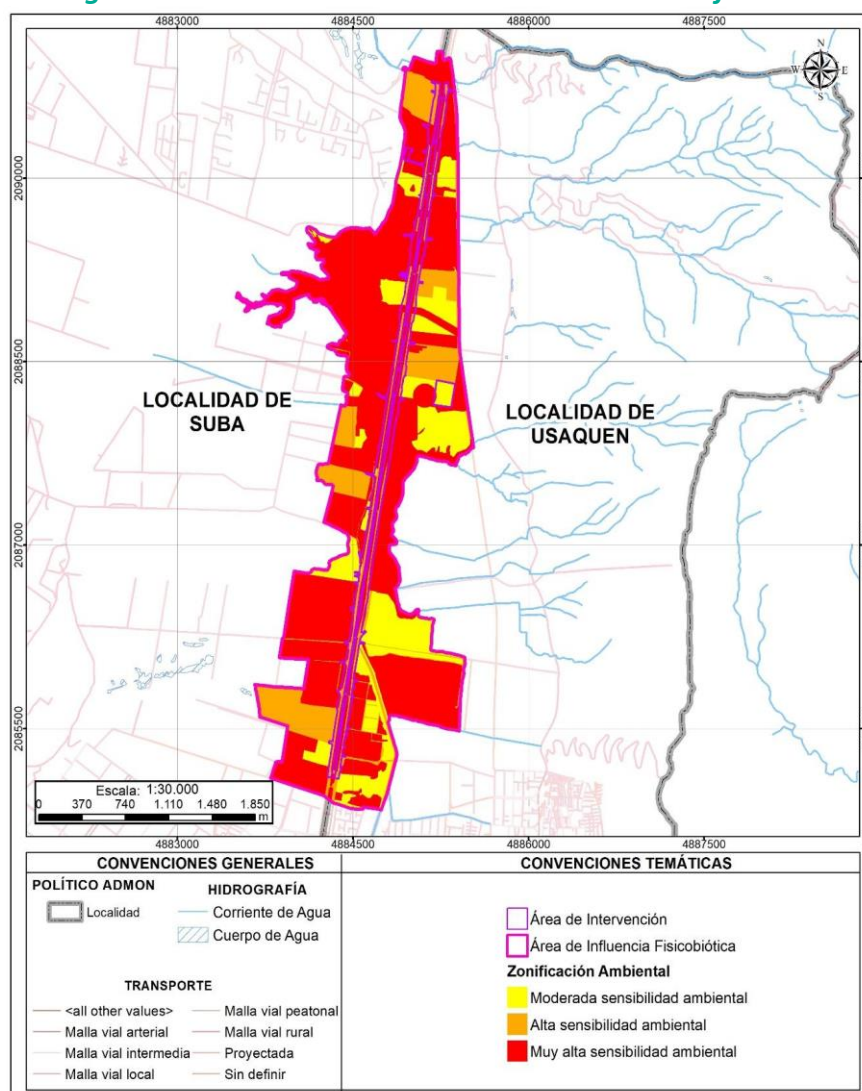 4883000 4884500 4886000 4887500
N
W E
S
2090000
2088500
LOCALIDAD DE
SUBA
LOCALIDAD DE
USAQUEN
2087000
2085500
Escala: 1:30.000
0 370 740 1.110 1.480 1.850
m
4883000 4884500 4886000 4887500
CONVENCIONES GENERALES
POLÍTICO ADMON
Localidad
HIDROGRAFÍA
Corriente de Agua
Cuerpo de Agua
TRANSPORTE
<all other values>
Malla vial arterial
Malla vial intermedia
Malla vial local
Malla vial peatonal
Malla vial rural
Proyectada
Sin definir
CONVENCIONES TEMÁTICAS
Área de Intervención
Área de Influencia Fisicobiótica
Zonificación Ambiental
Moderada sensibilidad ambiental
Alta sensibilidad ambiental
Muy alta sensibilidad ambiental